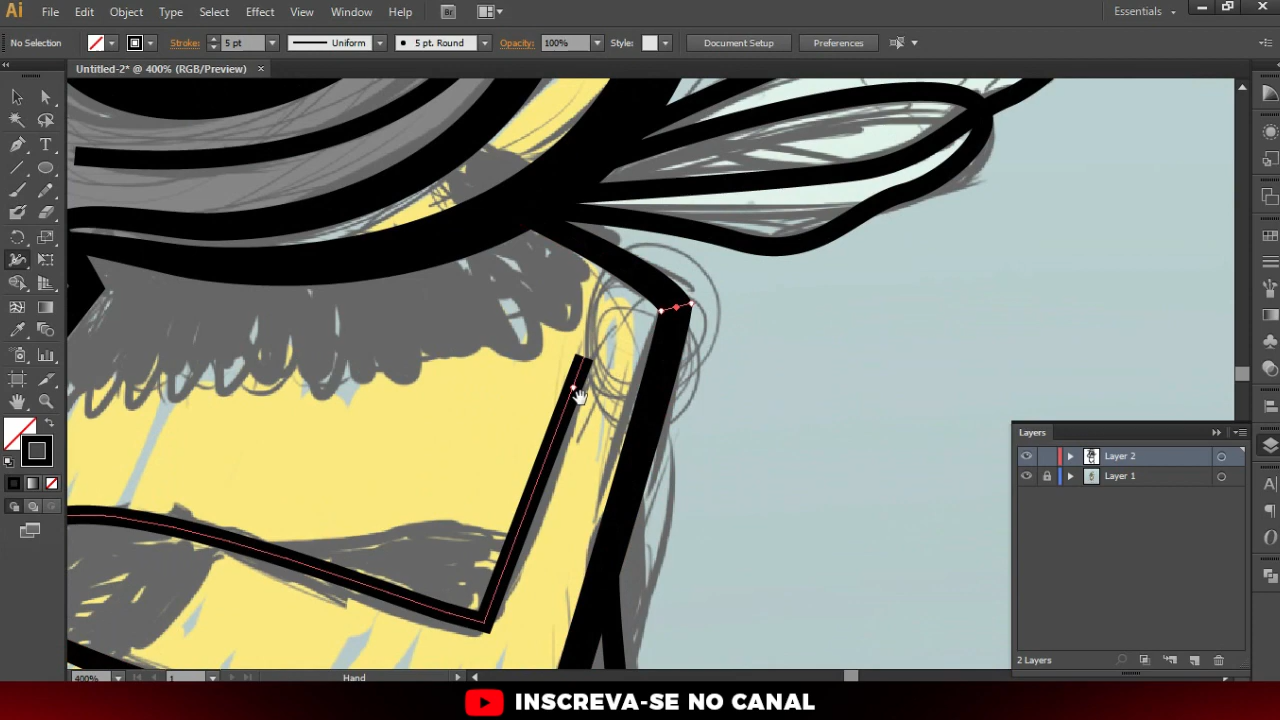 Ai File Edit Object Type Select Effect View Window Help Br Essentials
No Selection Stroke: 5 pt Uniform 5 pt. Round Opacity: 100% Style: Document Setup Preferences
Untitled-2* @ 400% (RGB/Preview) ×
Layers
Layer 2
Layer 1
2 Layers
400% 1 Hand
INSCREVA-SE NO CANAL